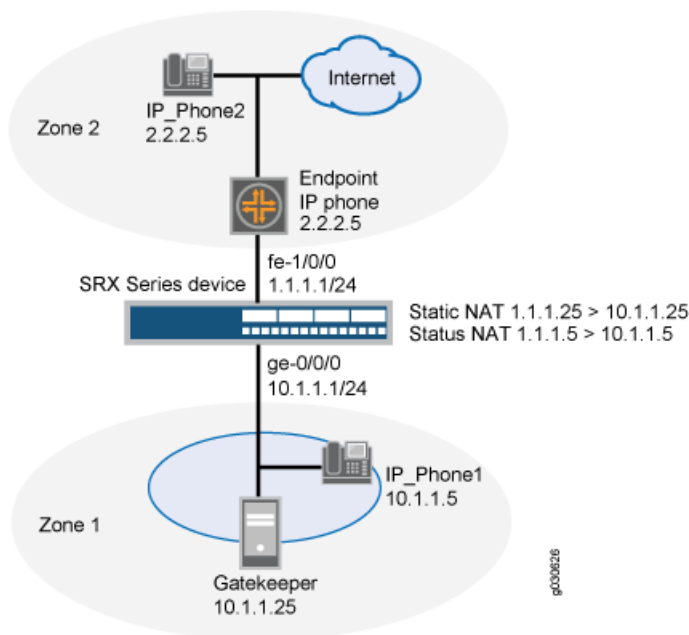 Internet
IP_Phone2
2.2.2.5
Zone 2
Endpoint
IP phone
2.2.2.5
fe-1/0/0
SRX Series device
1.1.1.1/24
Static NAT 1.1.1.25 > 10.1.1.25
Status NAT 1.1.1.5 > 10.1.1.5
ge-0/0/0
10.1.1.1/24
IP_Phone1
10.1.1.5
Zone 1
Gatekeeper
10.1.1.25
g030626